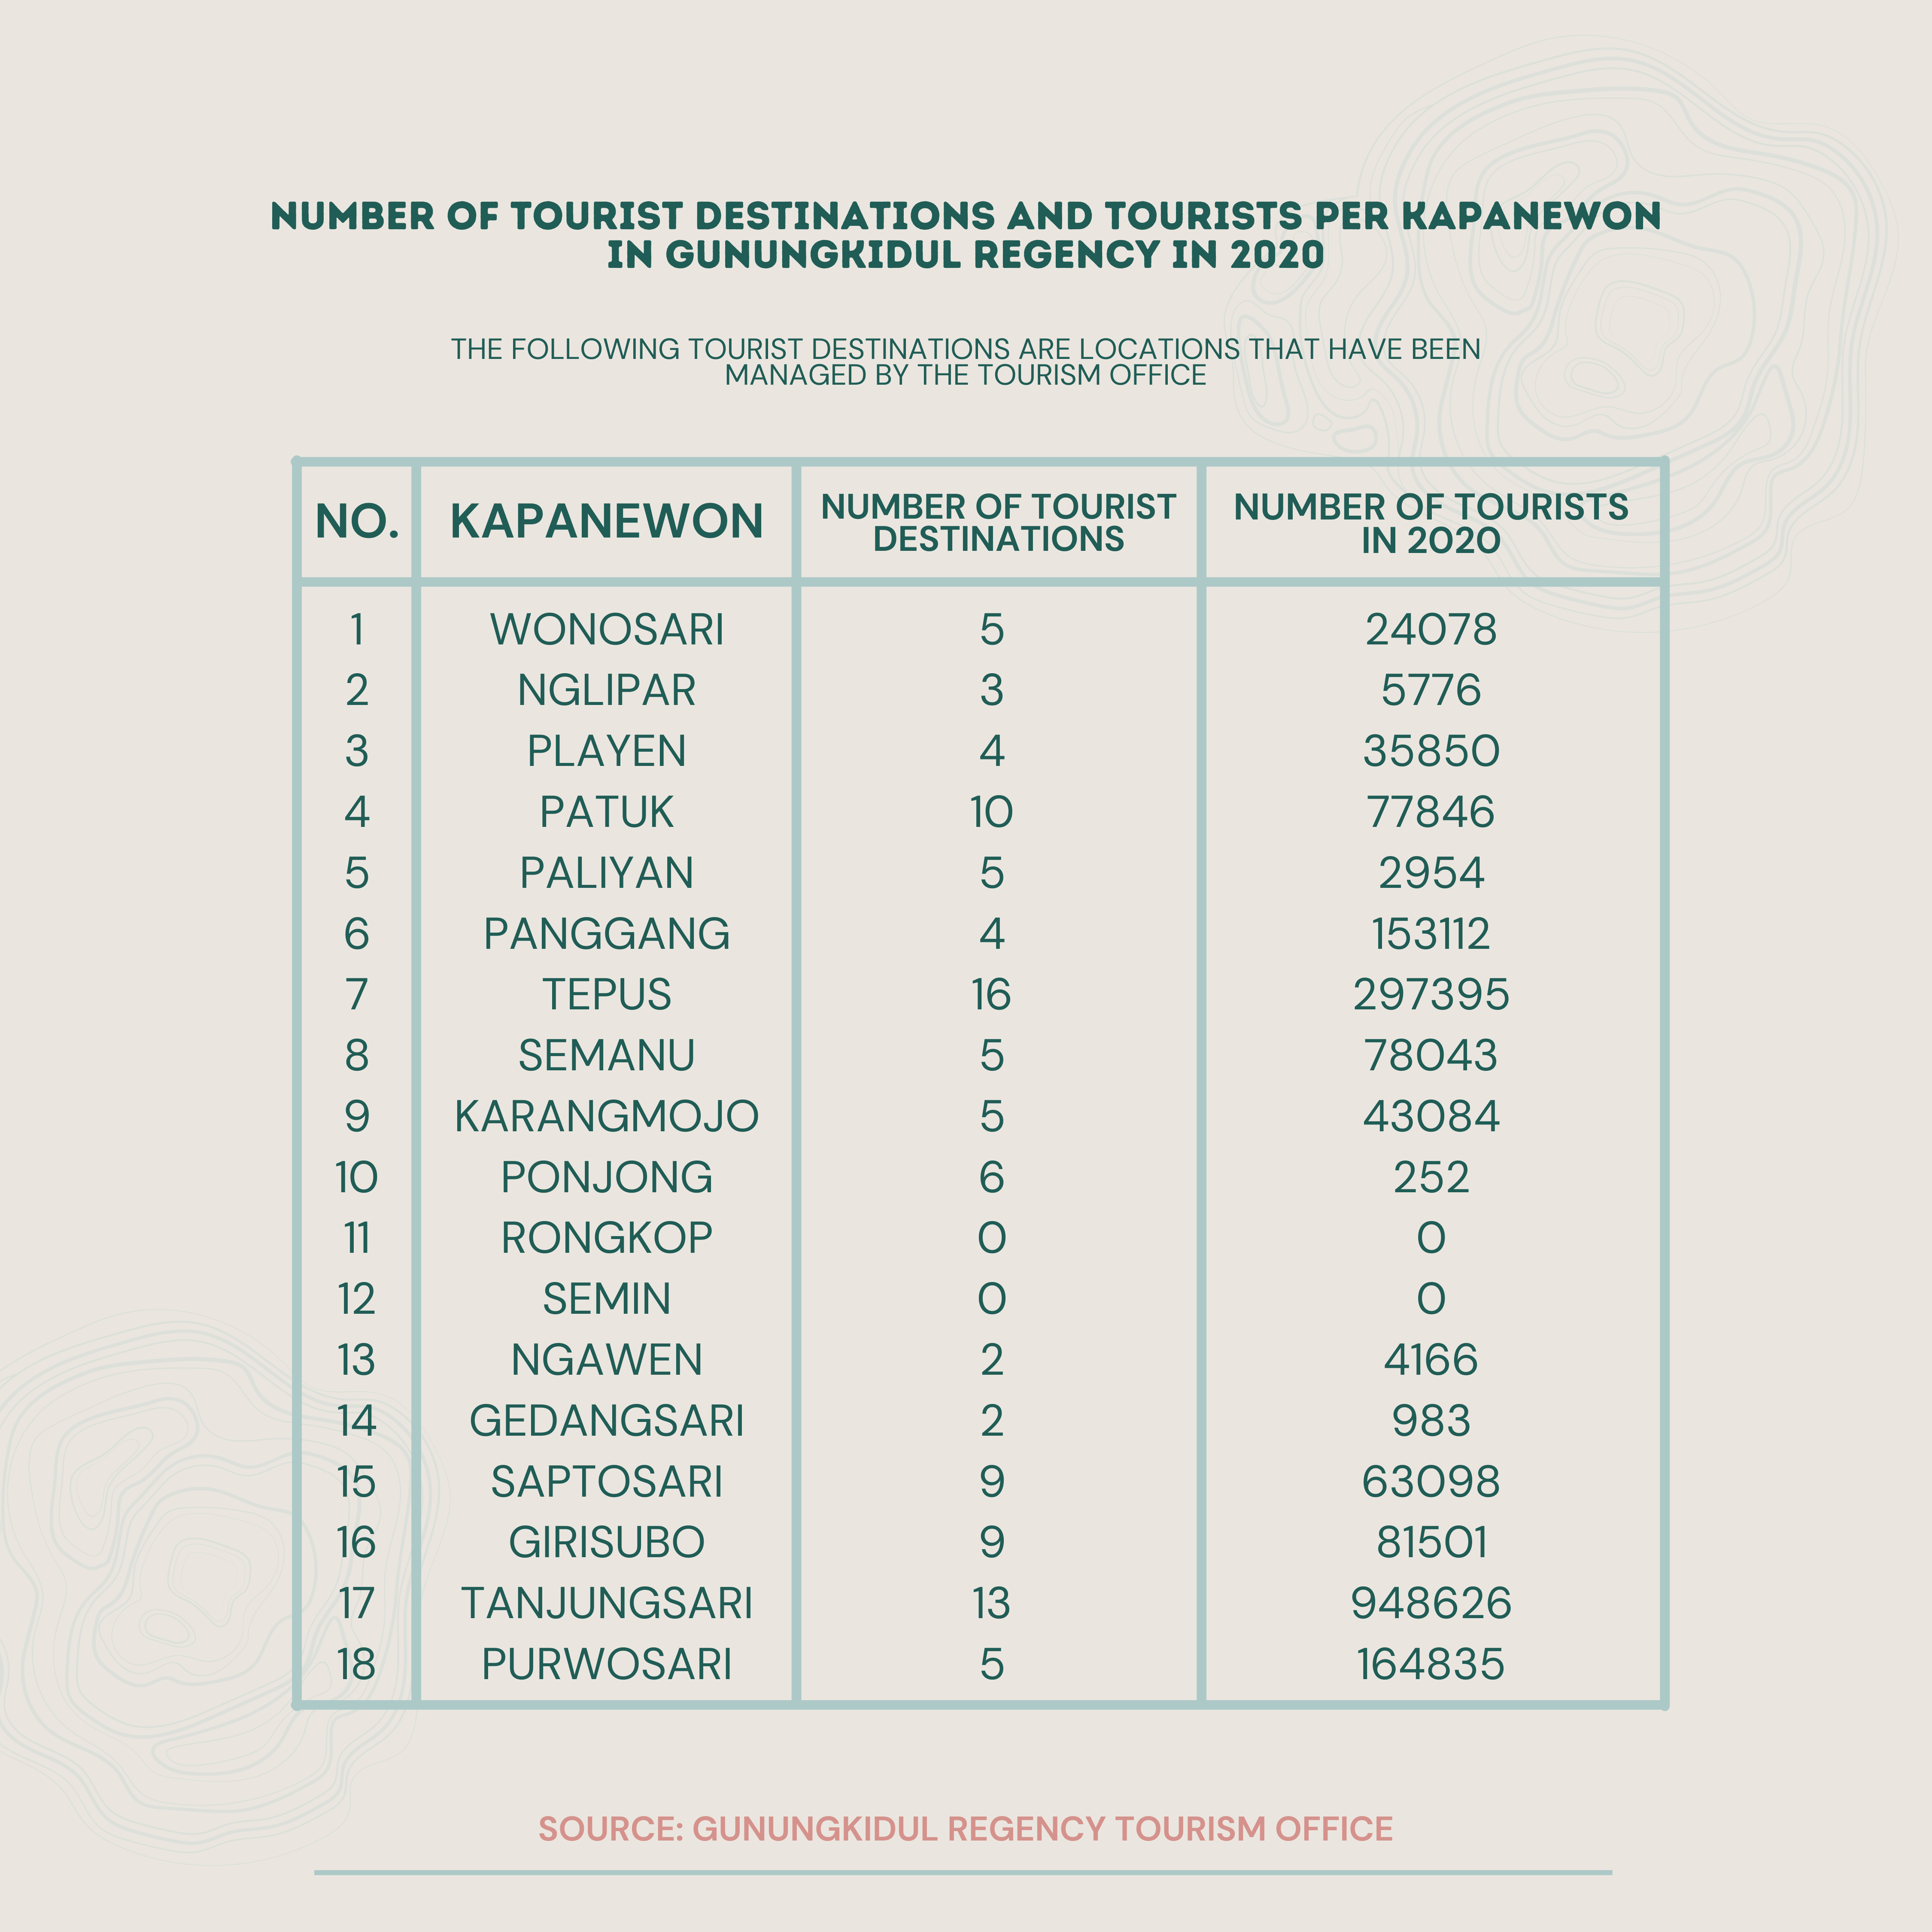 NUMBER OF TOURIST DESTINATIONS AND TOURISTS PER KAPANEWON
IN GUNUNGKIDUL REGENCY IN 2020
THE FOLLOWING TOURIST DESTINATIONS ARE LOCATIONS THAT HAVE BEEN
MANAGED BY THE TOURISM OFFICE
NO. KAPANEWON NUMBER OF TOURIST DESTINATIONS NUMBER OF TOURISTS IN 2020
1 WONOSARI 5 24078
2 NGLIPAR 3 5776
3 PLAYEN 4 35850
4 PATUK 10 77846
5 PALIYAN 5 2954
6 PANGGANG 4 153112
7 TEPUS 16 297395
8 SEMANU 5 78043
9 KARANGMOJO 5 43084
10 PONJONG 6 252
11 RONGKOP 0 0
12 SEMIN 0 0
13 NGAWEN 2 4166
14 GEDANGSARI 2 983
15 SAPTOSARI 9 63098
16 GIRISUBO 9 81501
17 TANJUNGSARI 13 948626
18 PURWOSARI 5 164835
SOURCE: GUNUNGKIDUL REGENCY TOURISM OFFICE